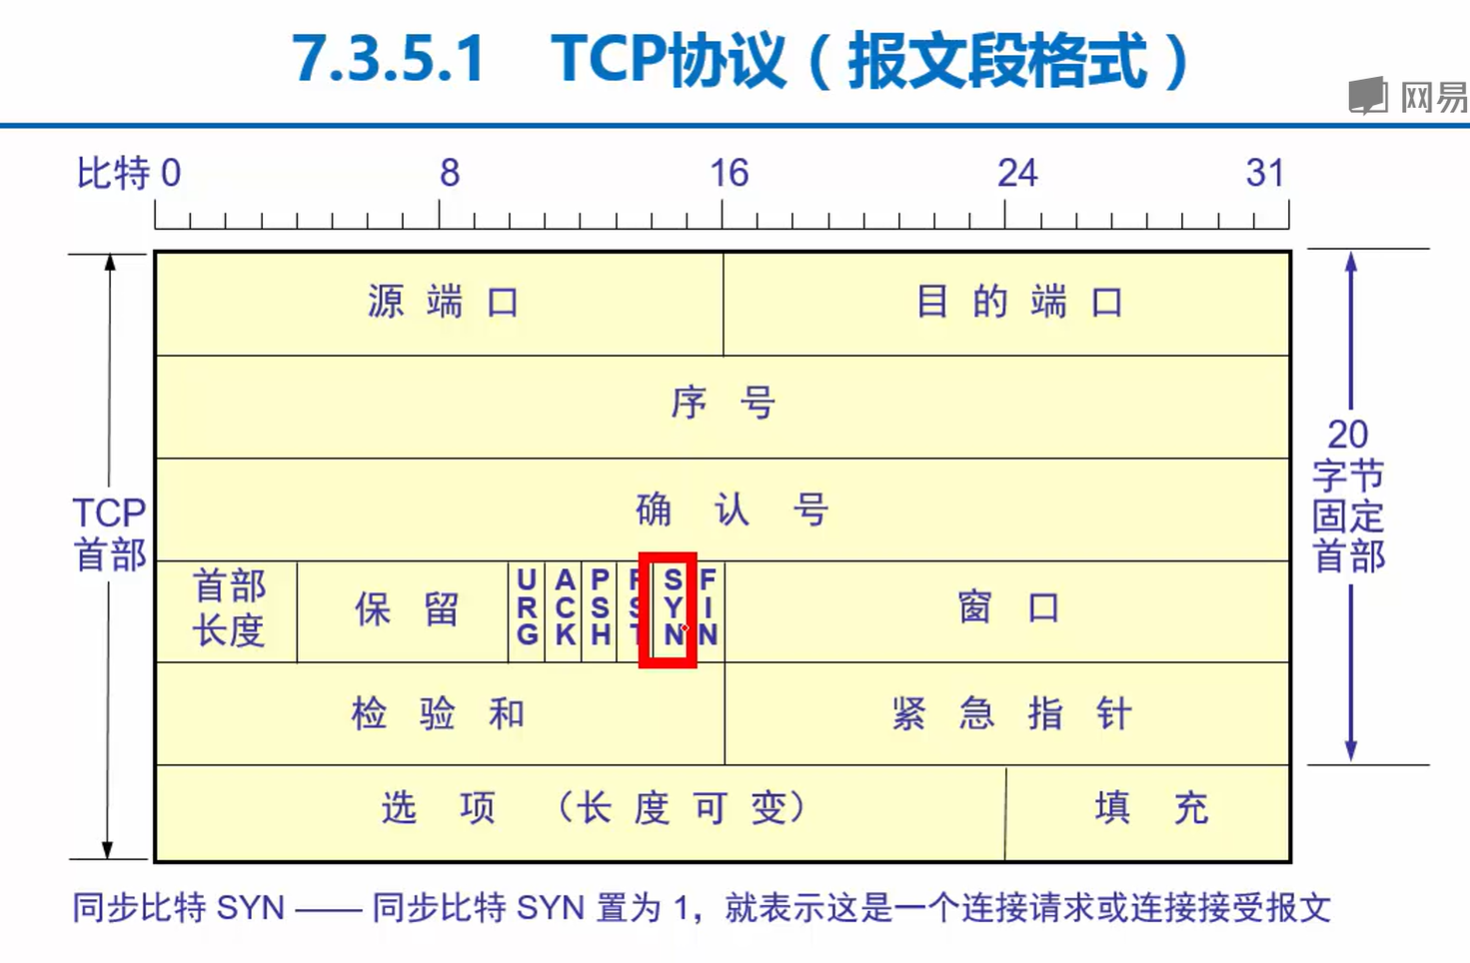 7.3.5.1 TCP协议（报文段格式）
网易
比特 0 8 16 24 31
源端口 目的端口
序号
确认号
TCP
首部
20
字节
固定
首部
首部
长度
保留
URG
ACK
PSH
RST
SYN
FIN
窗口
检验和 紧急指针
选项（长度可变） 填充
同步比特 SYN —— 同步比特 SYN 置为 1，就表示这是一个连接请求或连接接受报文